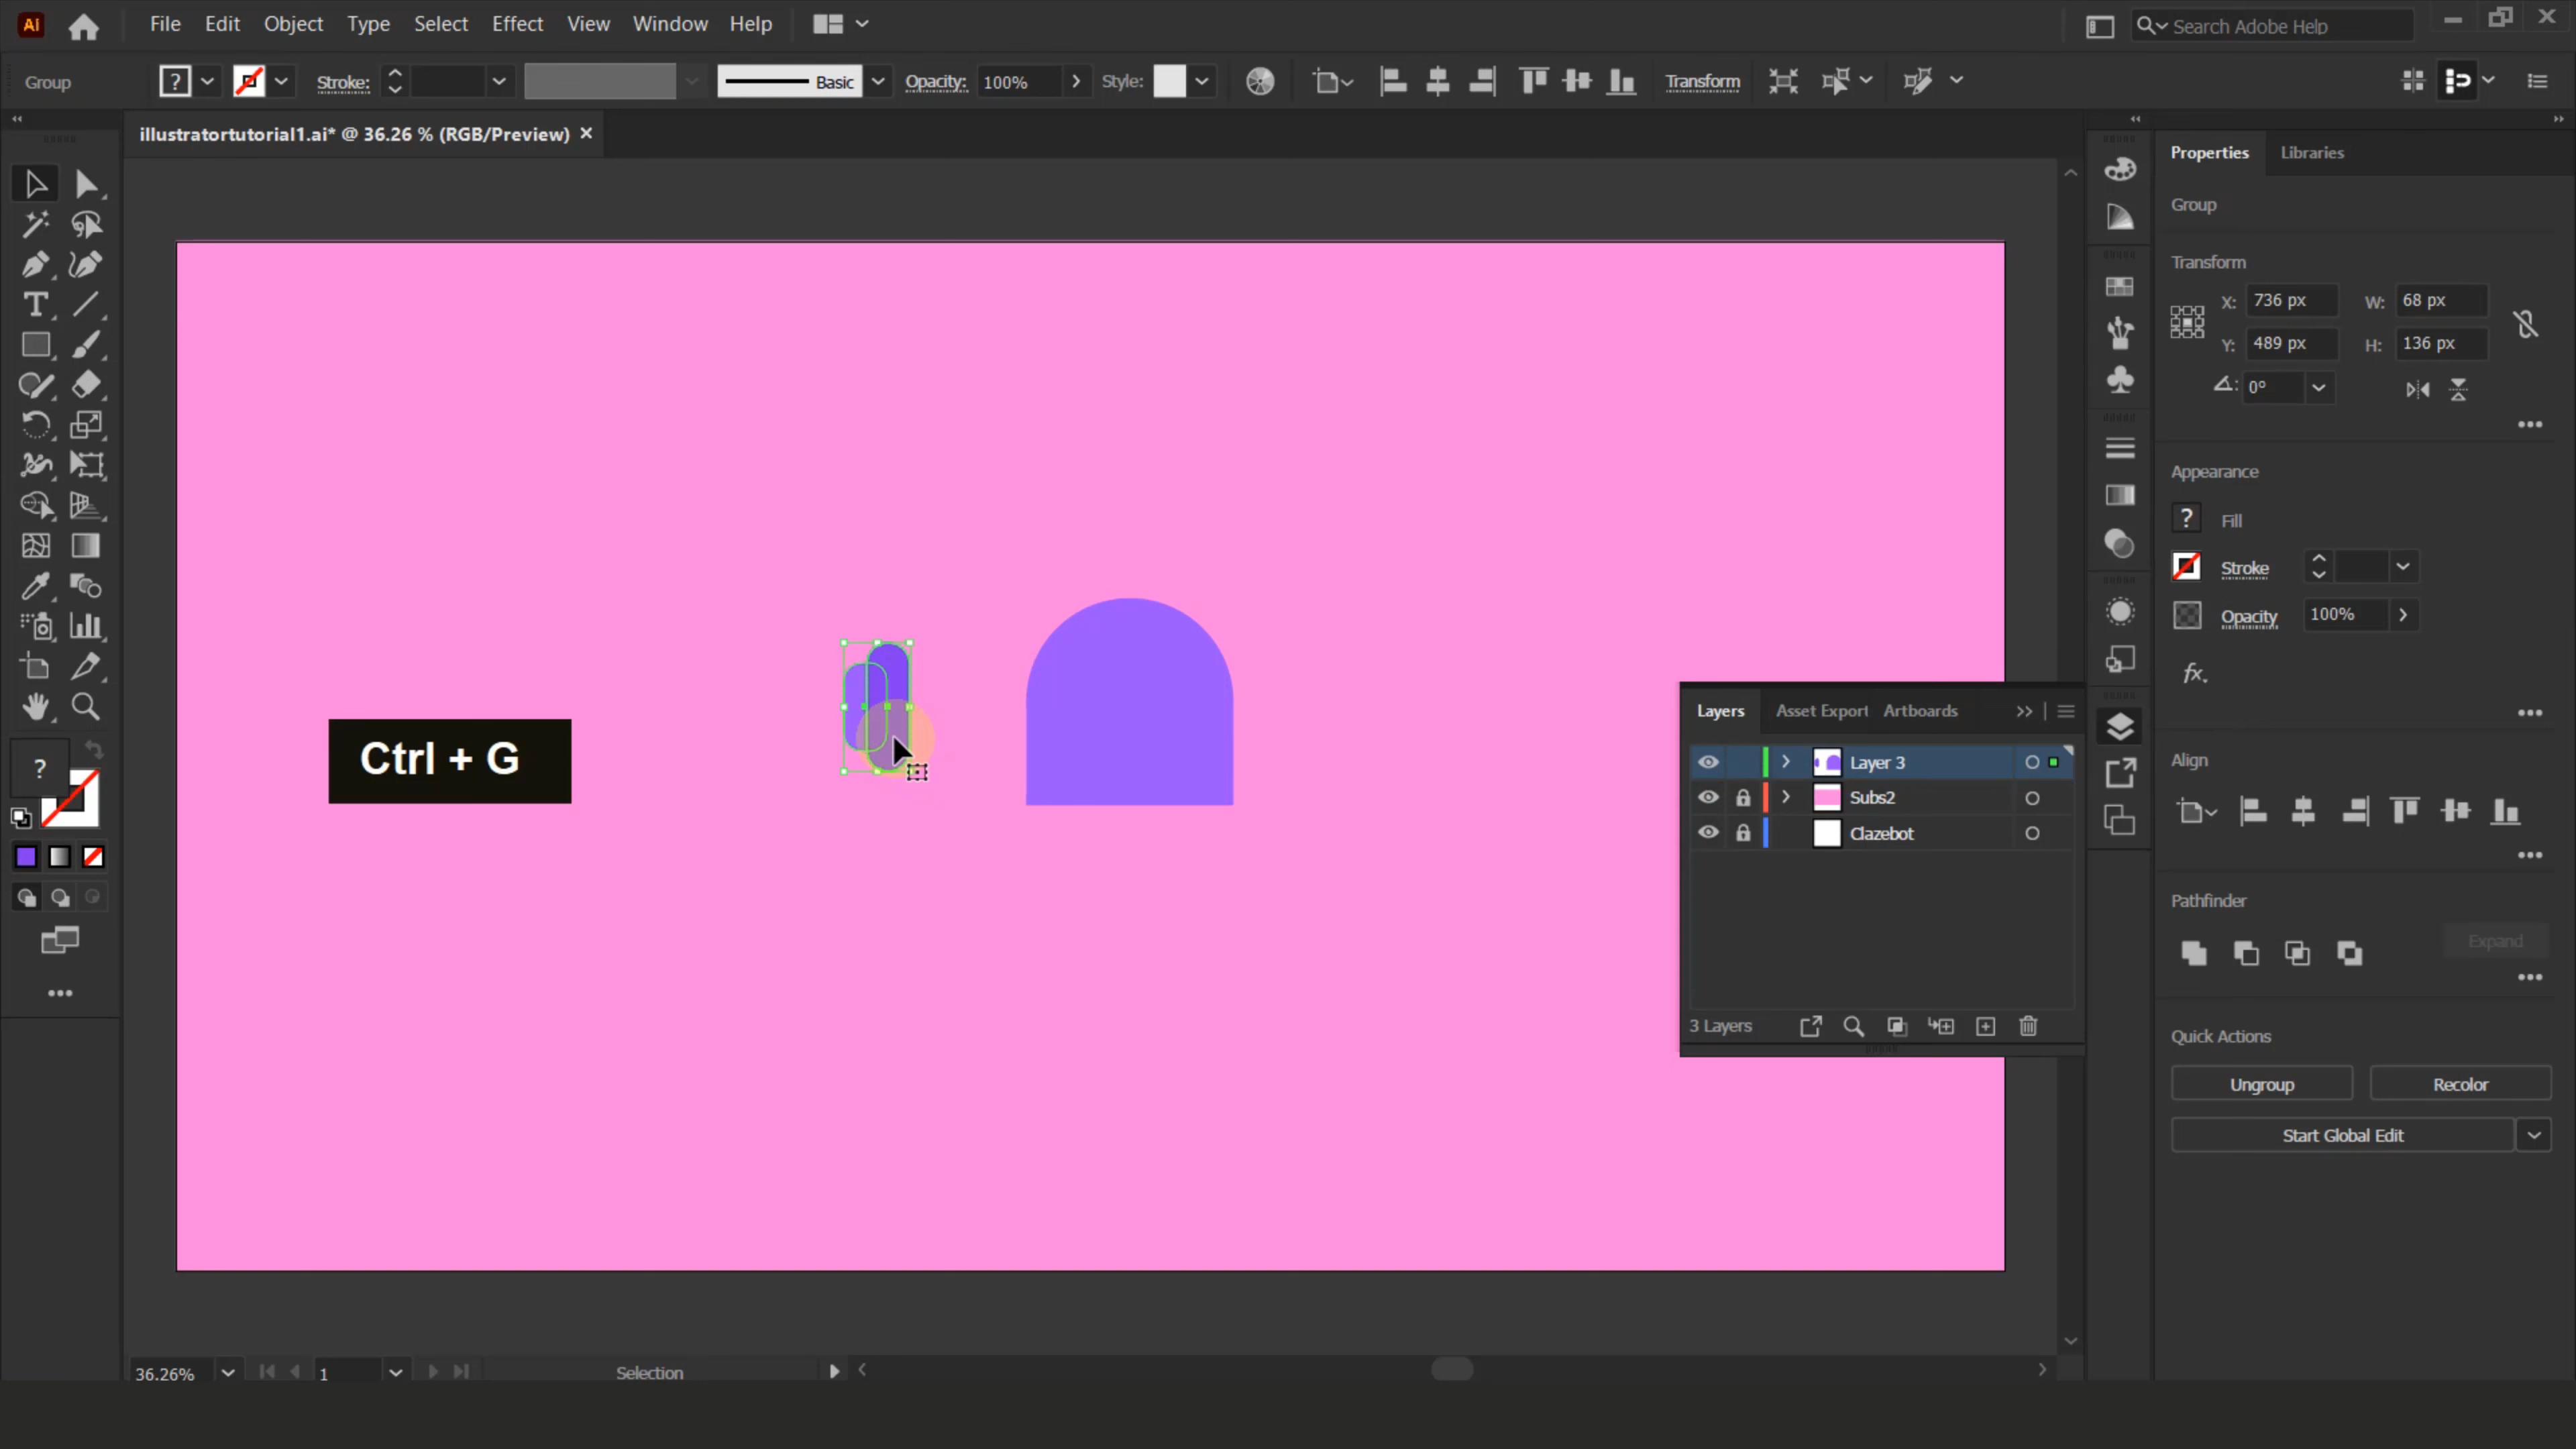 Ai File Edit Object Type Select Effect View Window Help Search Adobe Help
Group ? Stroke: Basic Opacity: 100% Style: Transform
illustratortutorial1.ai* @ 36.26 % (RGB/Preview)
Properties Libraries
Group
Transform
X: 736 px W: 68 px
Y: 489 px H: 136 px
0°
Appearance
? Fill
Stroke
Opacity 100%
fx.
Align
Pathfinder
Expand
Quick Actions
Ungroup Recolor
Start Global Edit
Ctrl + G
?
Layers Asset Export Artboards
Layer 3
Subs2
Clazebot
3 Layers
36.26% 1 Selection